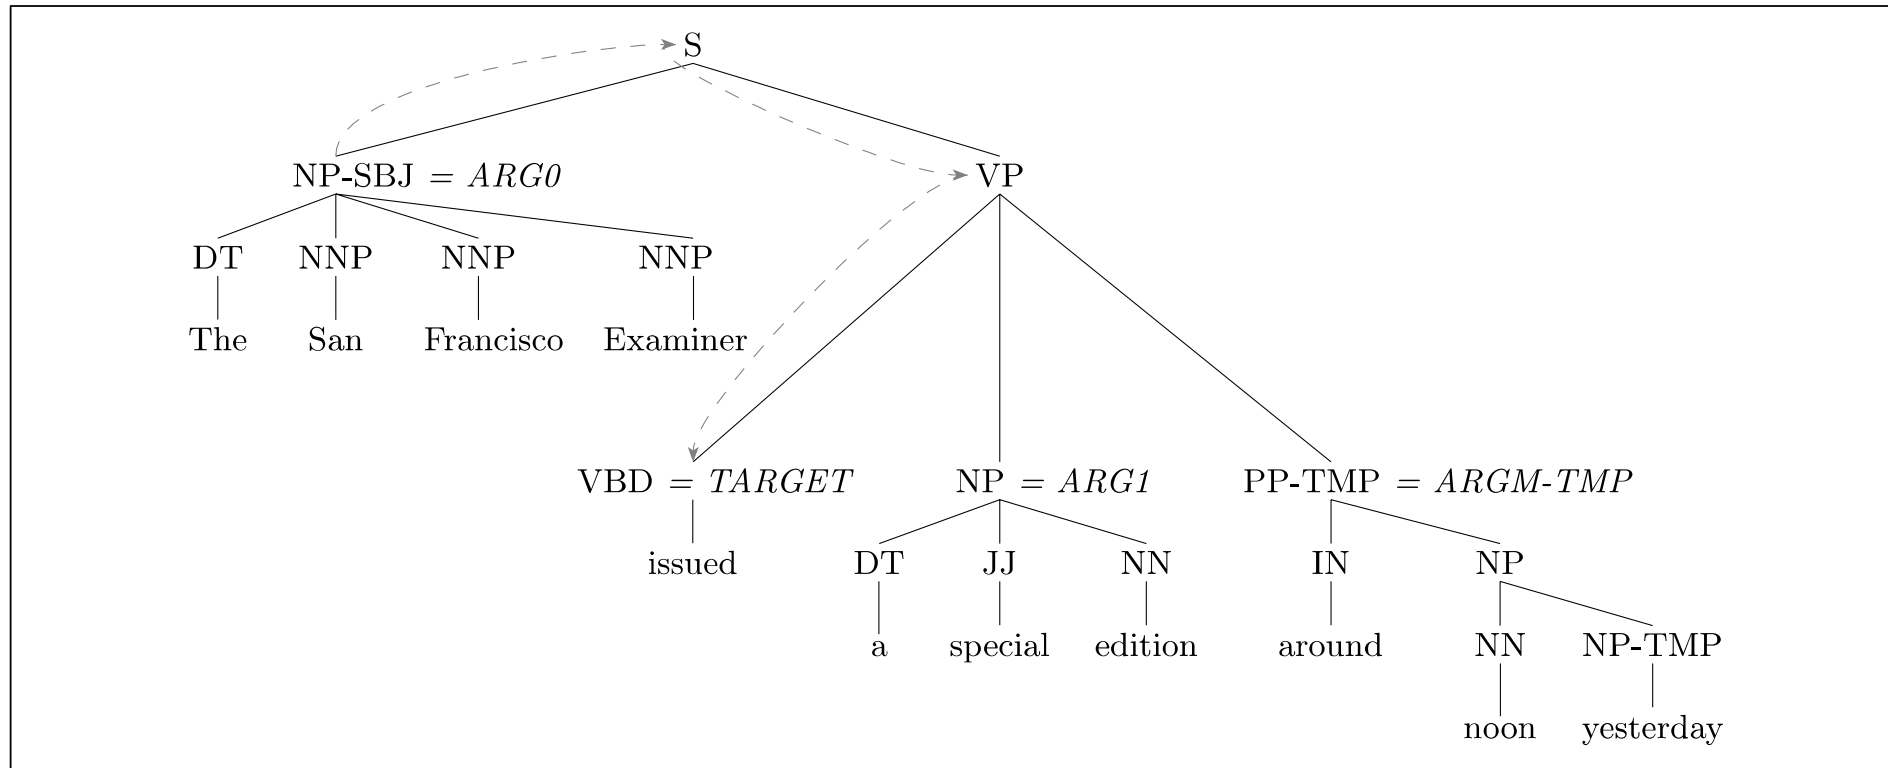 S
NP-SBJ = ARG0 VP
DT NNP NNP NNP
The San Francisco Examiner
VBD = TARGET NP = ARG1 PP-TMP = ARGM-TMP
issued DT JJ NN IN NP
a special edition around NN NP-TMP
noon yesterday